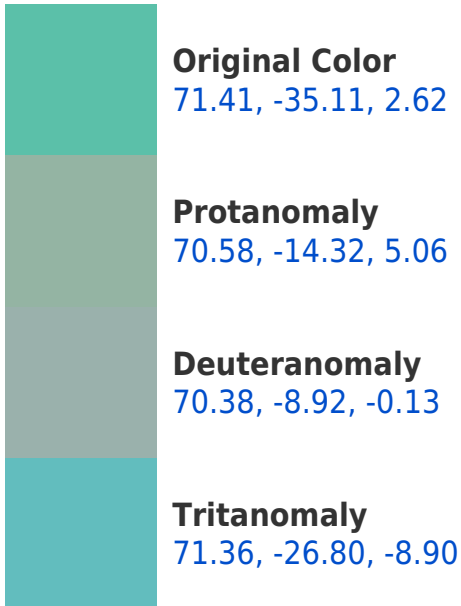 Original Color
71.41, -35.11, 2.62
Protanomaly
70.58, -14.32, 5.06
Deuteranomaly
70.38, -8.92, -0.13
Tritanomaly
71.36, -26.80, -8.90